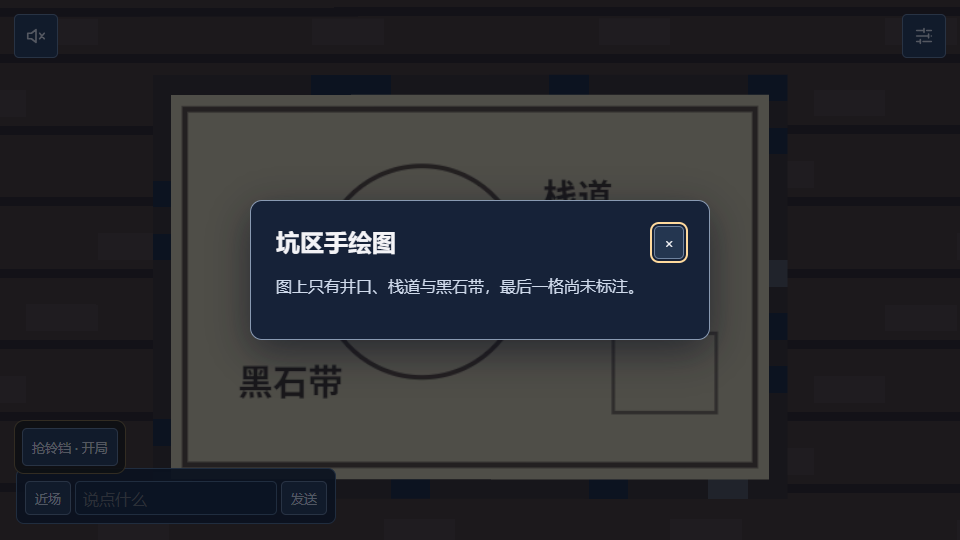 栈道
坑区手绘图
×
图上只有井口、栈道与黑石带，最后一格尚未标注。
黑石带
抢铃铛 · 开局
近场
说点什么
发送